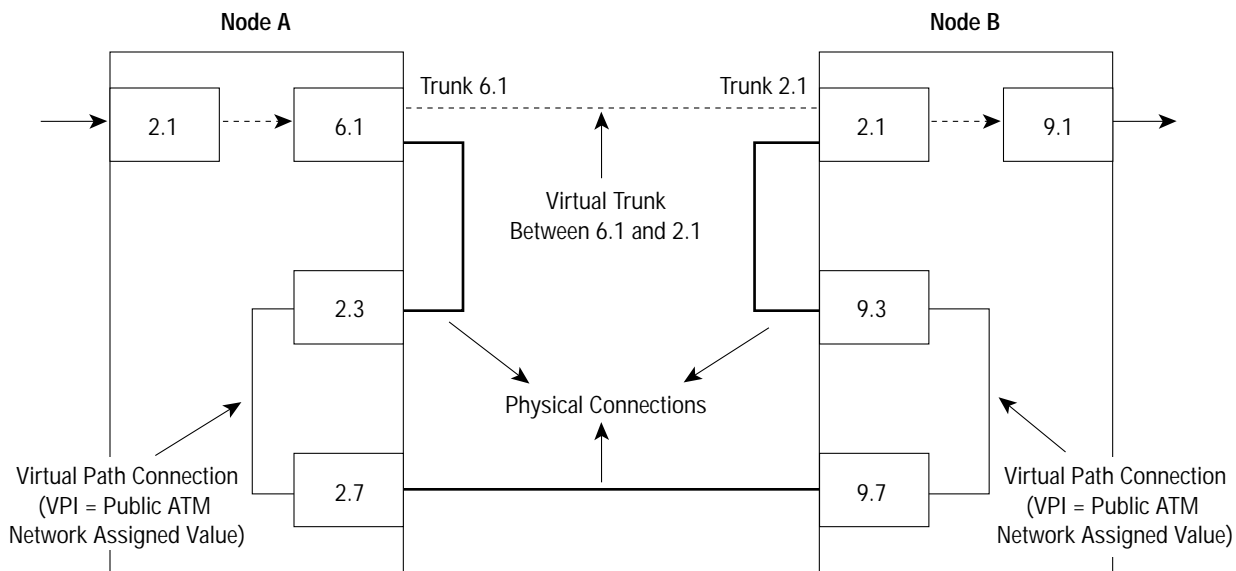 Node A
Node B
Trunk 6.1
Trunk 2.1
2.1
6.1
2.1
9.1
Virtual Trunk
Between 6.1 and 2.1
2.3
9.3
Physical Connections
Virtual Path Connection
(VPI = Public ATM
Network Assigned Value)
2.7
9.7
Virtual Path Connection
(VPI = Public ATM
Network Assigned Value)